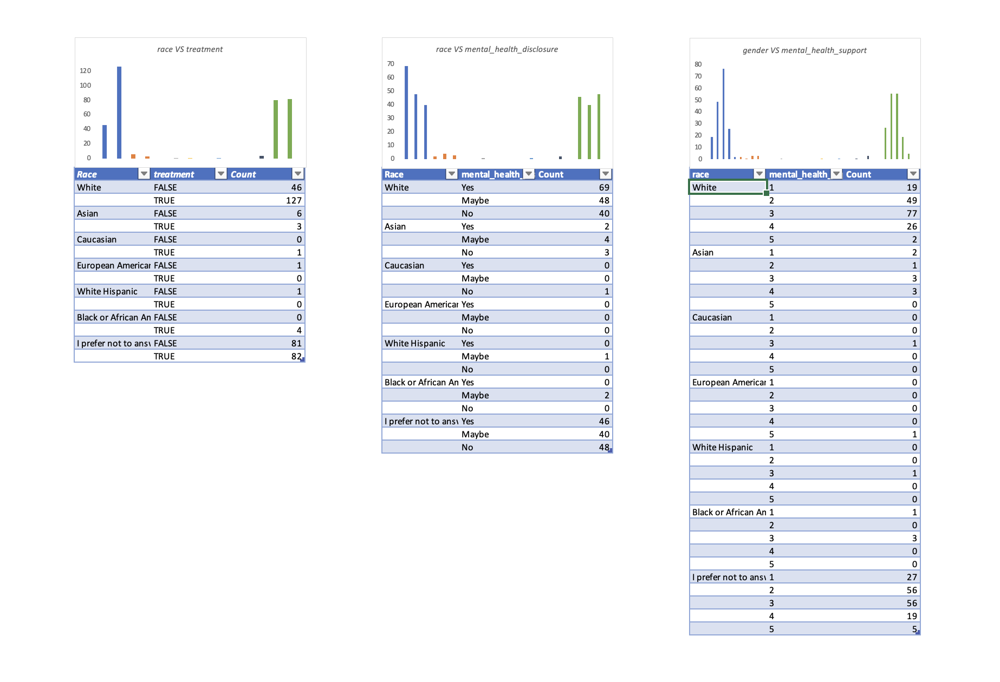 race VS treatment
120
100
80
60
40
20
0
Race treatment Count
White FALSE 46
TRUE 127
Asian FALSE 6
TRUE 3
Caucasian FALSE 0
TRUE 1
European American FALSE 1
TRUE 0
White Hispanic FALSE 1
TRUE 0
Black or African An FALSE 0
TRUE 4
I prefer not to ansv FALSE 81
TRUE 82
race VS mental_health_disclosure
70
60
50
40
30
20
10
0
Race mental_health_ Count
White Yes 69
Maybe 48
No 40
Asian Yes 2
Maybe 4
No 3
Caucasian Yes 0
Maybe 0
No 1
European American Yes 0
Maybe 0
No 0
White Hispanic Yes 0
Maybe 1
No 0
Black or African An Yes 0
Maybe 2
No 0
I prefer not to ansv Yes 46
Maybe 40
No 48
gender VS mental_health_support
80
70
60
50
40
30
20
10
0
race mental_health_ Count
White 1 19
2 49
3 77
4 26
5 2
Asian 1 2
2 1
3 3
4 3
5 0
Caucasian 1 0
2 0
3 1
4 0
5 0
European American 1 0
2 0
3 0
4 0
5 1
White Hispanic 1 0
2 0
3 1
4 0
5 0
Black or African An 1 1
2 0
3 3
4 0
5 0
I prefer not to ansv 1 27
2 56
3 56
4 19
5 5